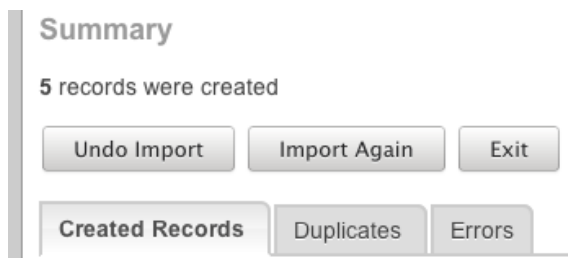 Summary
5 records were created
Undo Import Import Again Exit
Created Records Duplicates Errors